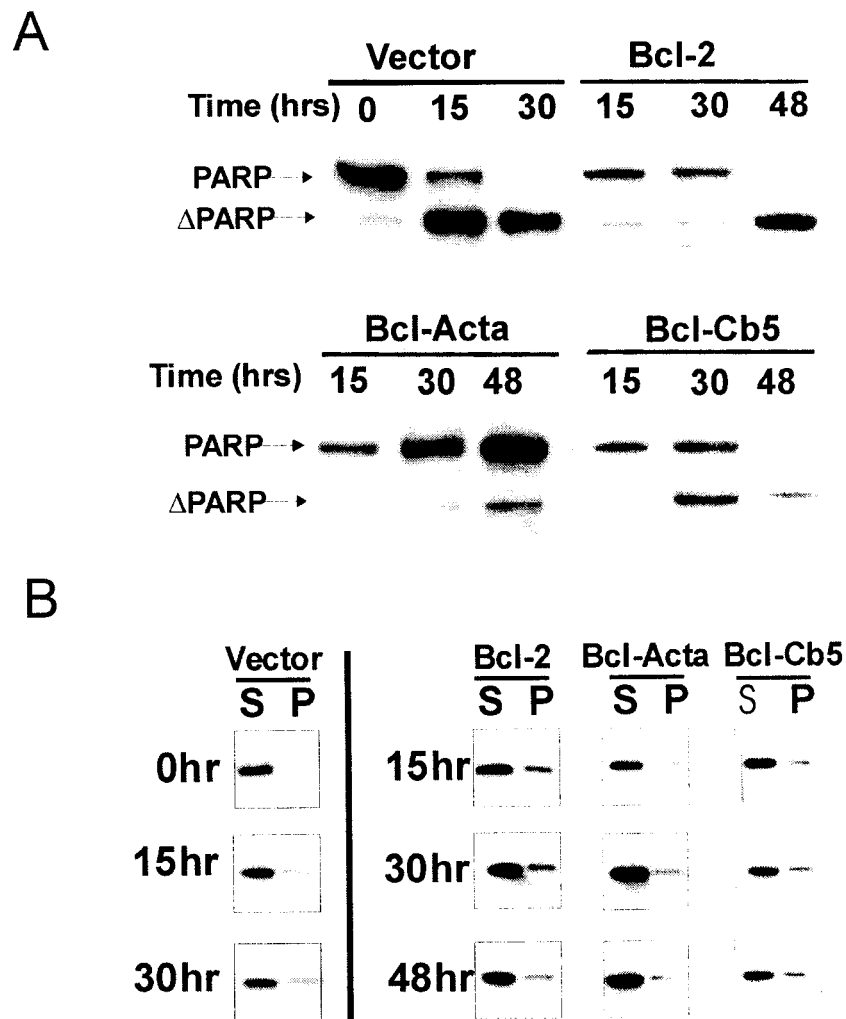 A
Vector Bcl-2
Time (hrs) 0 15 30 15 30 48
PARP
ΔPARP
Bcl-Acta Bcl-Cb5
Time (hrs) 15 30 48 15 30 48
PARP
ΔPARP
B
Vector Bcl-2 Bcl-Acta Bcl-Cb5
S P S P S P S P
0hr 15hr
15hr 30hr
30hr 48hr